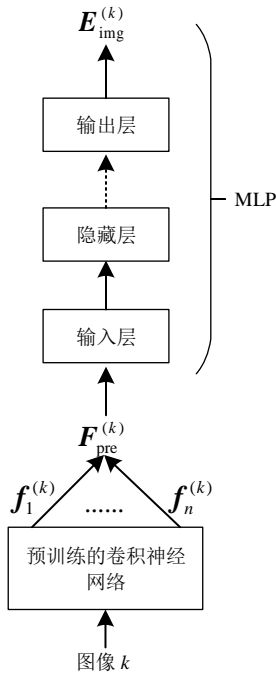 E_img^(k)
输出层
隐藏层
MLP
输入层
F_pre^(k)
f_1^(k)
......
f_n^(k)
预训练的卷积神经
网络
图像 k